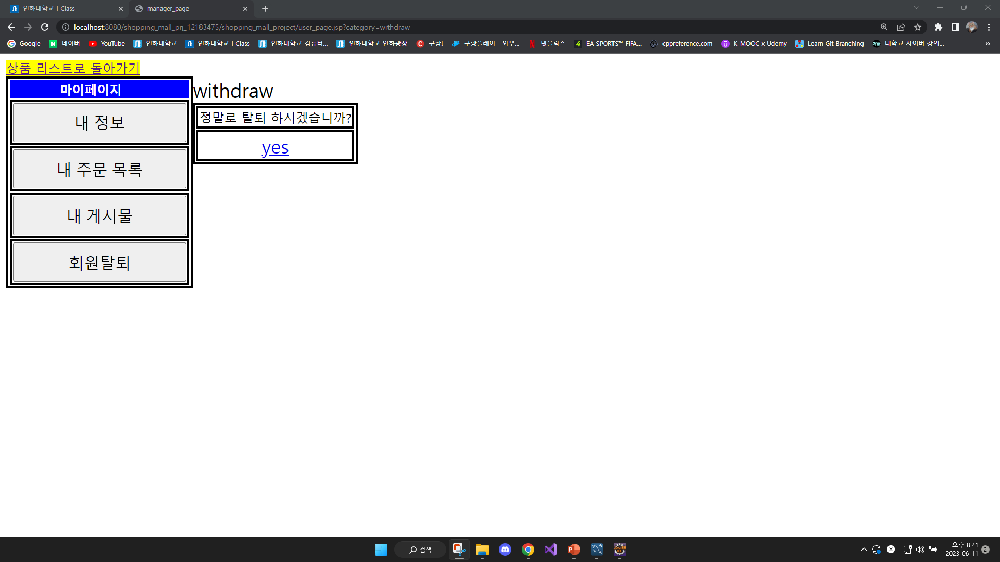 인하대학교 I-Class
manager_page
localhost:8080/shopping_mall_prj_12183475/shopping_mall_project/user_page.jsp?category=withdraw
Google 네이버 YouTube 인하대학교 인하대학교 I-Class 인하대학교 컴퓨터... 인하대학교 인하광장 쿠팡! 쿠팡플레이 - 와우... 넷플릭스 EA SPORTS™ FIFA... cppreference.com K-MOOC x Udemy Learn Git Branching 대학교 사이버 강의...
상품 리스트로 돌아가기
마이페이지
내 정보
내 주문 목록
내 게시물
회원탈퇴
withdraw
정말로 탈퇴 하시겠습니까?
yes
검색
오후 8:21
2023-06-11
2